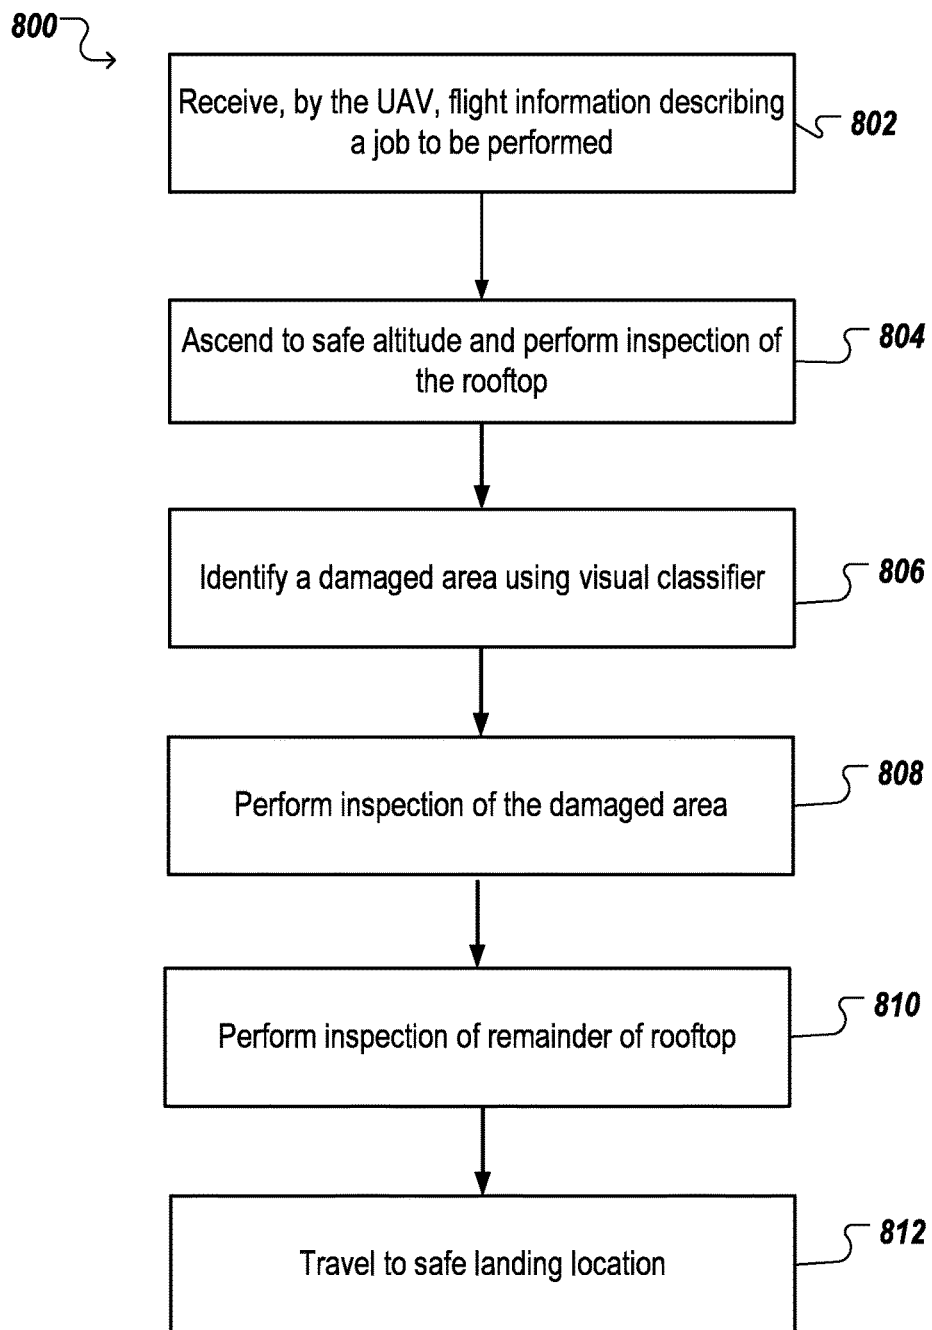 800
Receive, by the UAV, flight information describing
a job to be performed
802
Ascend to safe altitude and perform inspection of
the rooftop
804
Identify a damaged area using visual classifier
806
Perform inspection of the damaged area
808
Perform inspection of remainder of rooftop
810
Travel to safe landing location
812